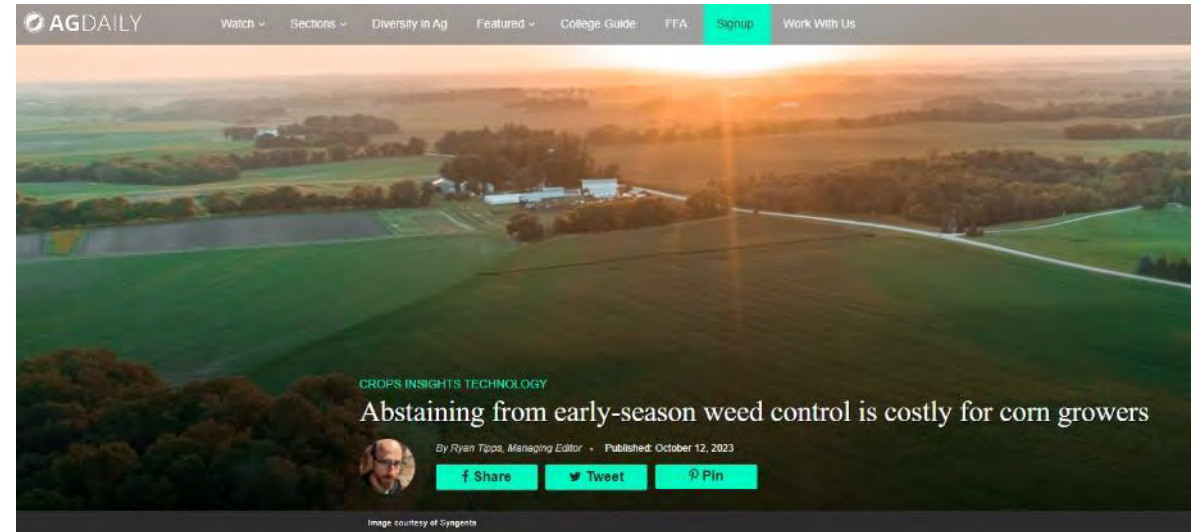 AGDAILY
Watch Sections Diversity in Ag Featured College Guide FFA Signup Work With Us
CROPS INSIGHTS TECHNOLOGY
Abstaining from early-season weed control is costly for corn growers
By Ryan Tipps, Managing Editor - Published: October 12, 2023
Share Tweet Pin
Image courtesy of Syngenta